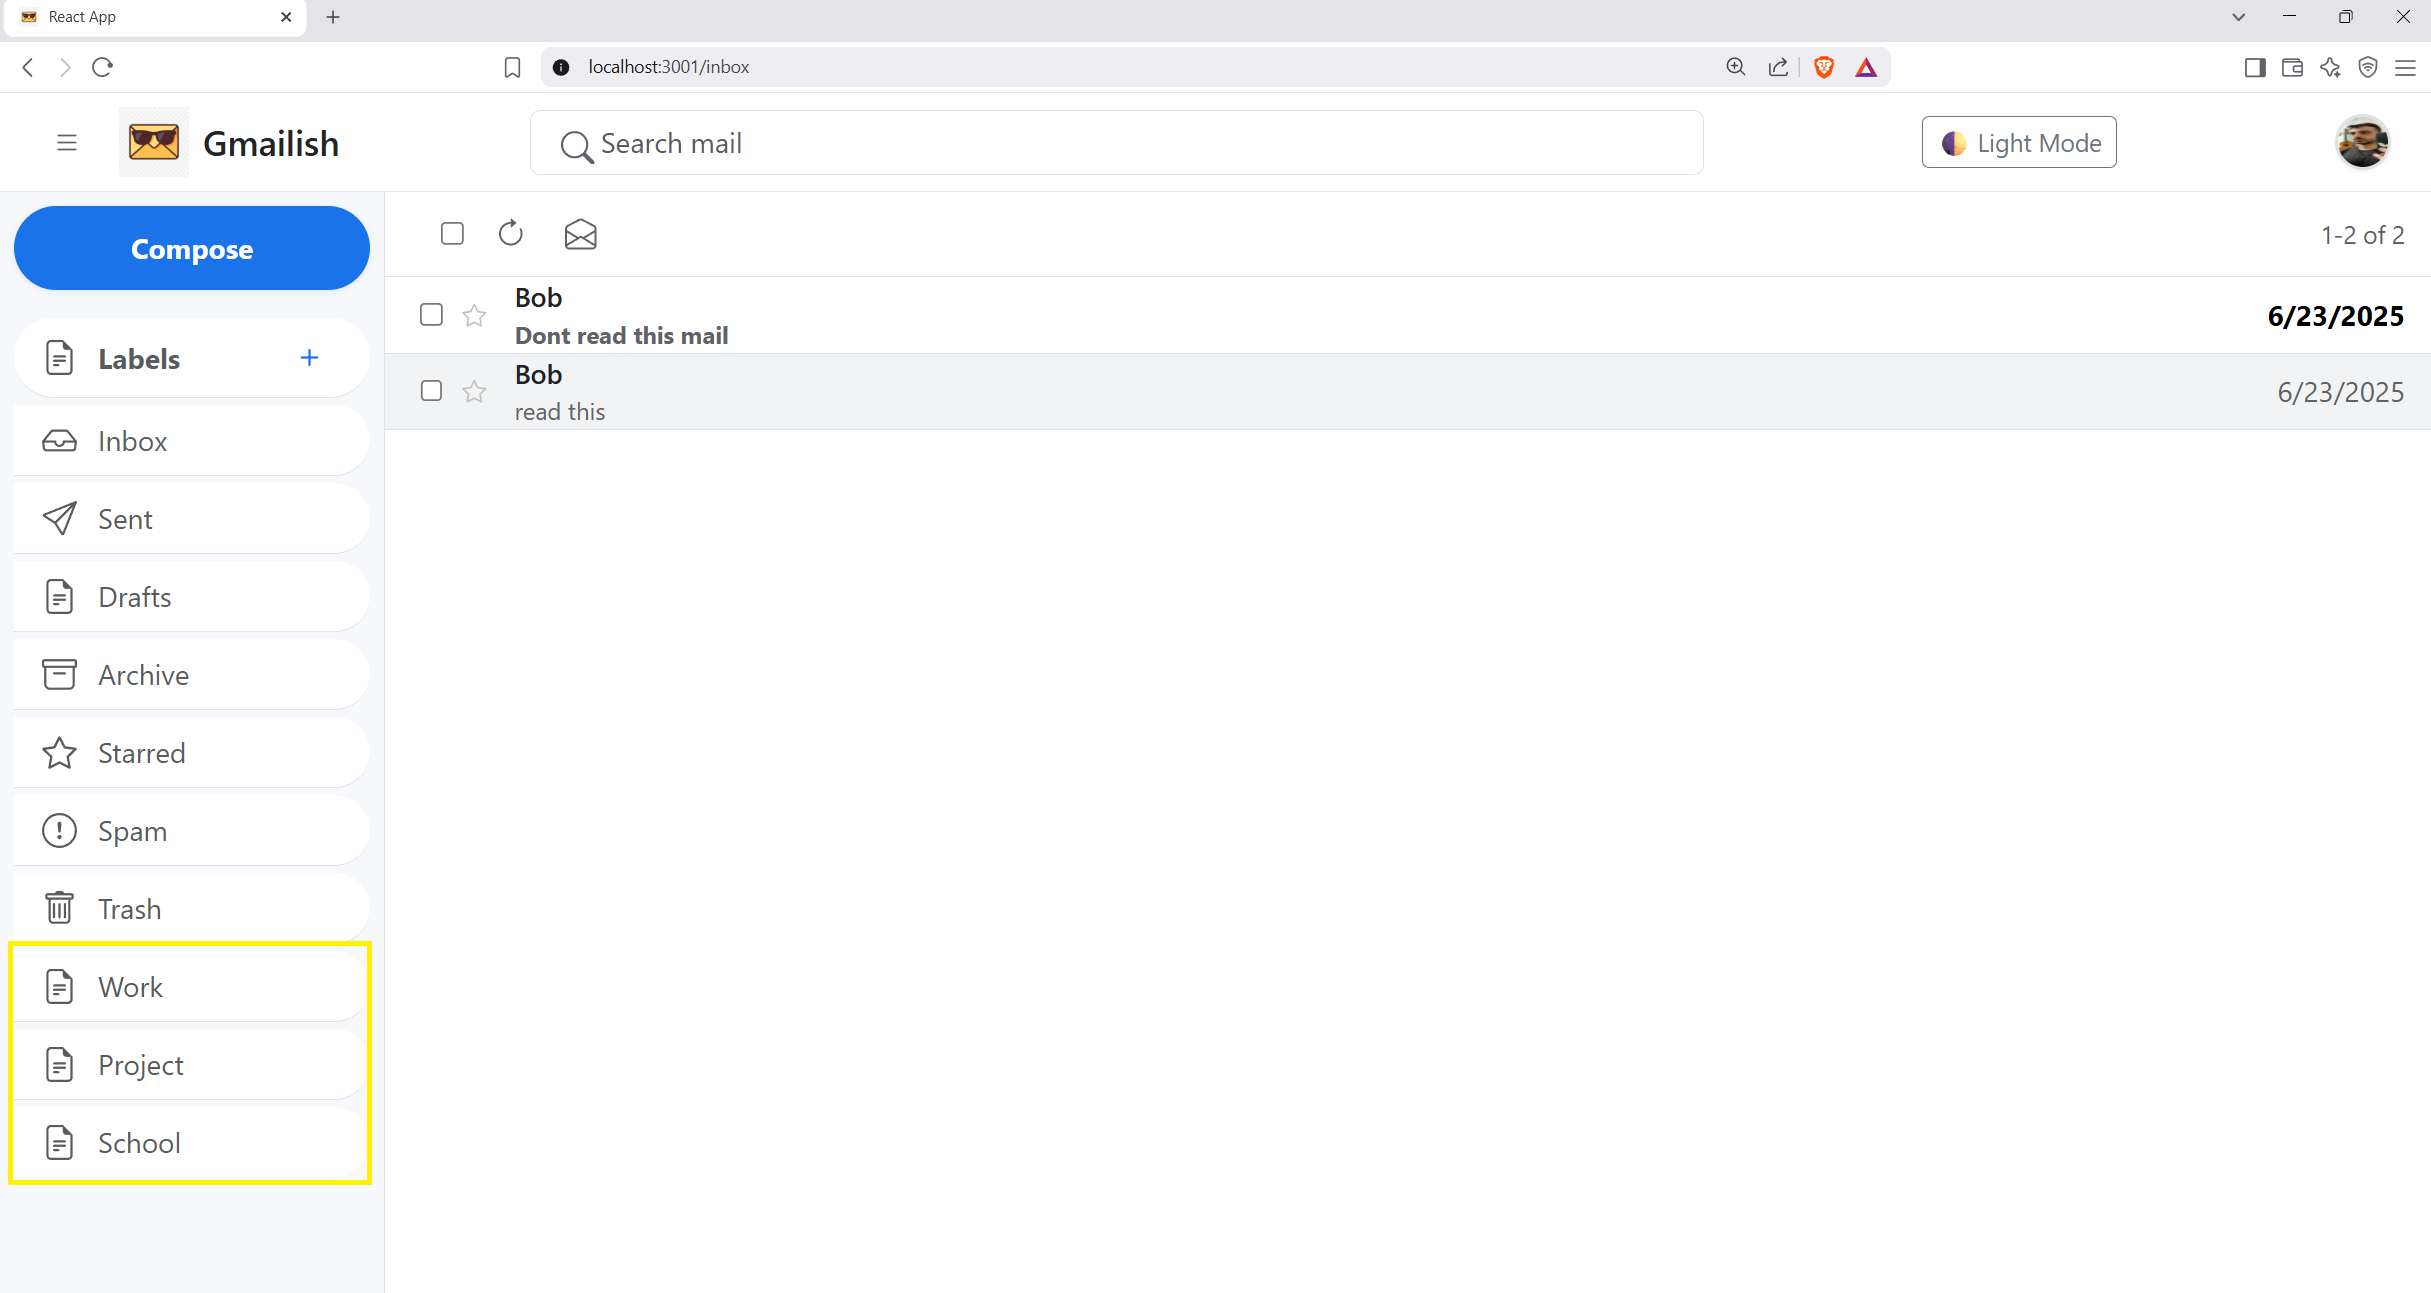 React App
localhost:3001/inbox
Gmailish
Search mail
Light Mode
Compose
1-2 of 2
Labels +
Bob
Dont read this mail
6/23/2025
Bob
read this
6/23/2025
Inbox
Sent
Drafts
Archive
Starred
Spam
Trash
Work
Project
School